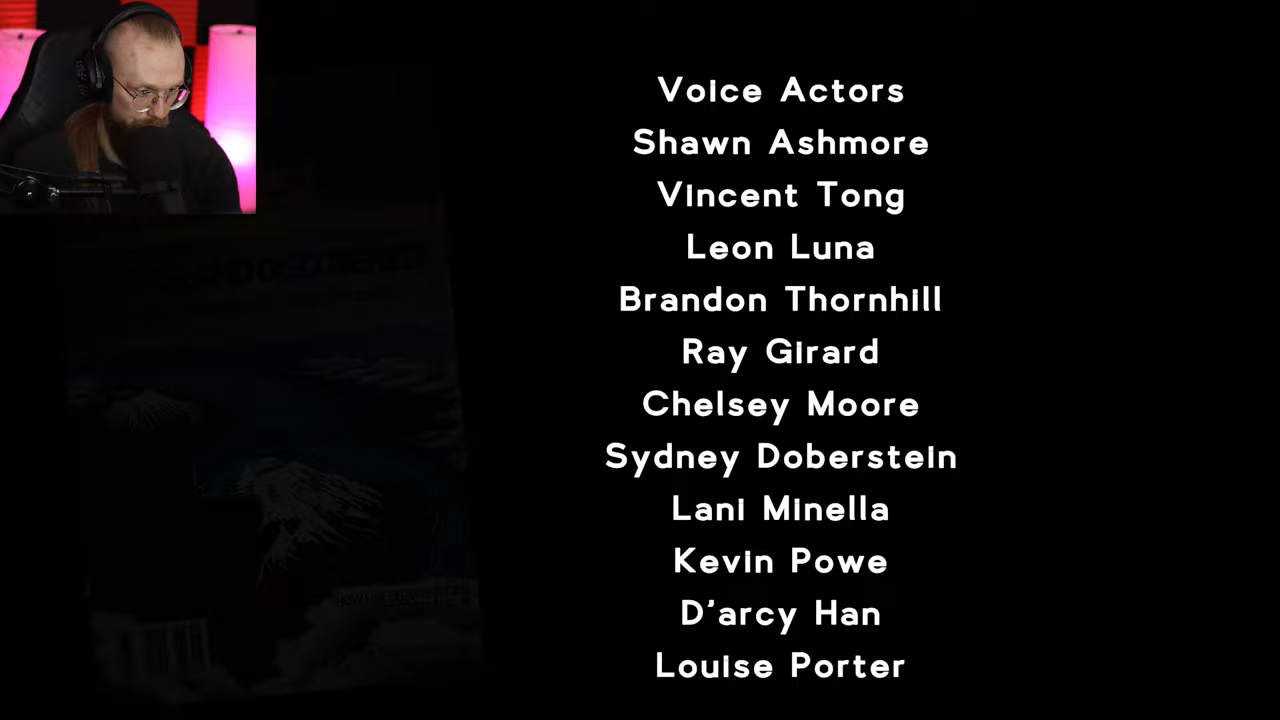 Voice Actors
Shawn Ashmore
Vincent Tong
Leon Luna
Brandon Thornhill
Ray Girard
Chelsey Moore
Sydney Doberstein
Lani Minella
Kevin Powe
D'arcy Han
Louise Porter